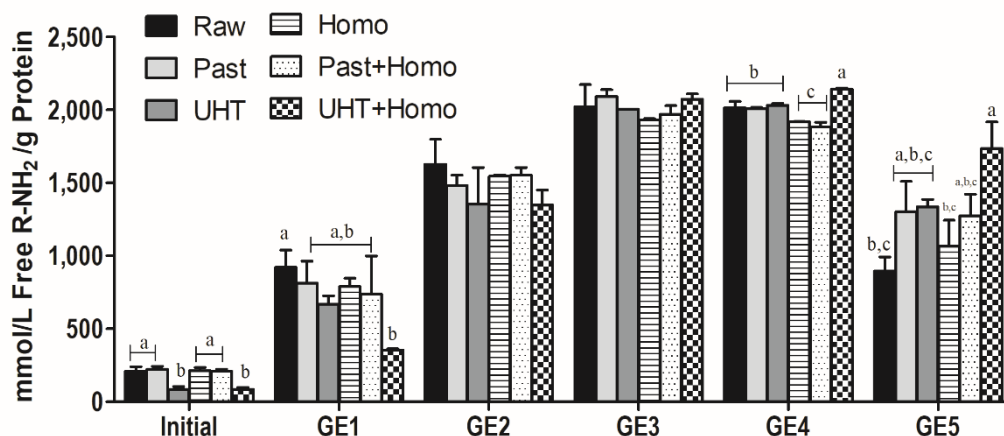 mmol/L Free R-NH₂ /g Protein
2,500
2,000
1,500
1,000
500
0
Raw
Homo
Past
Past+Homo
UHT
UHT+Homo
a
b
a
b
a
a,b
b
b
c
a
b,c
a,b,c
b,c
a,b,c
a
Initial
GE1
GE2
GE3
GE4
GE5